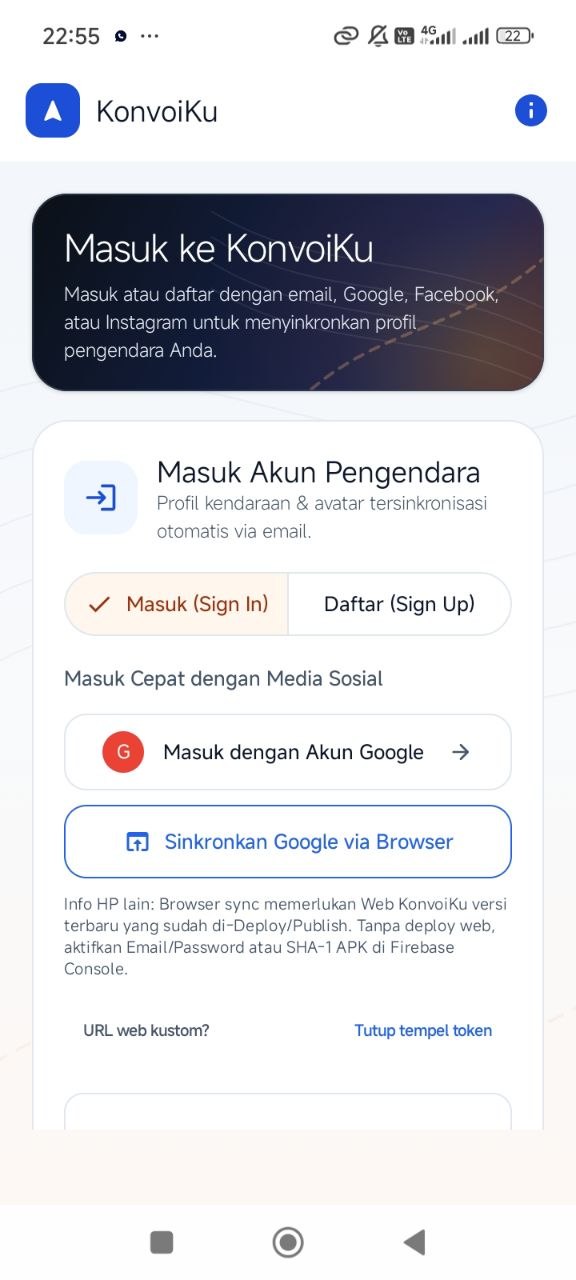 22:55
Vo LTE
4G
22
KonvoiKu
Masuk ke KonvoiKu
Masuk atau daftar dengan email, Google, Facebook,
atau Instagram untuk menyinkronkan profil
pengendara Anda.
Masuk Akun Pengendara
Profil kendaraan & avatar tersinkronisasi
otomatis via email.
Masuk (Sign In)
Daftar (Sign Up)
Masuk Cepat dengan Media Sosial
G
Masuk dengan Akun Google
Sinkronkan Google via Browser
Info HP lain: Browser sync memerlukan Web KonvoiKu versi
terbaru yang sudah di-Deploy/Publish. Tanpa deploy web,
aktifkan Email/Password atau SHA-1 APK di Firebase
Console.
URL web kustom?
Tutup tempel token